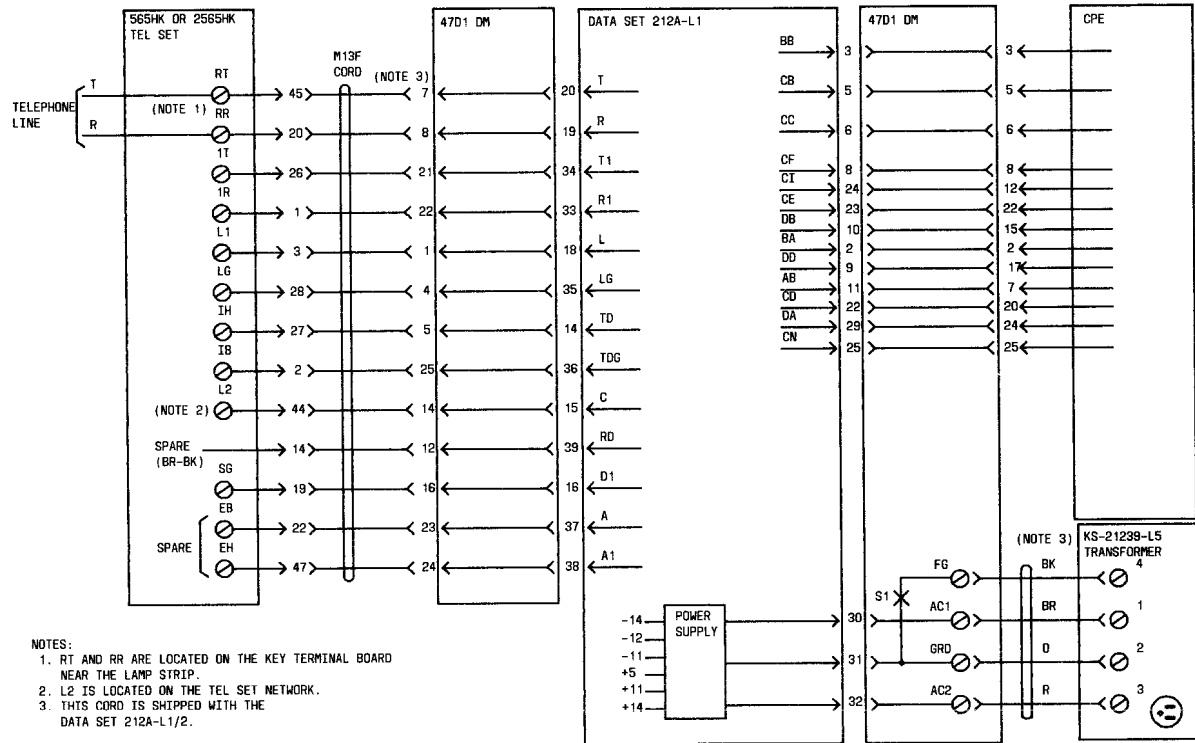 565HK OR 2565HK
TEL SET
47D1 DM
DATA SET 212A-L1
47D1 DM
CPE
M13F
CORD
(NOTE 3)
TELEPHONE
LINE
T
R
(NOTE 1)
RT 45 7 20 T
RR 20 8 19 R
1T 26 21 34 T1
1R 1 22 33 R1
L1 3 1 18 L
LG 28 4 35 LG
IH 27 5 14 TD
IB 2 25 36 TDG
(NOTE 2) L2 44 14 15 C
SPARE
(BR-BK)
14 12 39 RD
SG 19 16 16 D1
SPARE
EB 22 23 37 A
EH 47 24 38 A1
BB 3 3
CB 5 5
CC 6 6
CF 8 8
CI 24 12
CE 23 22
DB 10 15
BA 2 2
DD 9 17
AB 11 7
CD 22 20
DA 29 24
CN 25 25
POWER
SUPPLY
-14
-12
-11
+5
+11
+14
30
31
32
(NOTE 3)
KS-21239-L5
TRANSFORMER
S1
FG BK 4
AC1 BR 1
GRD O 2
AC2 R 3
NOTES:
1. RT AND RR ARE LOCATED ON THE KEY TERMINAL BOARD
NEAR THE LAMP STRIP.
2. L2 IS LOCATED ON THE TEL SET NETWORK.
3. THIS CORD IS SHIPPED WITH THE
DATA SET 212A-L1/2.